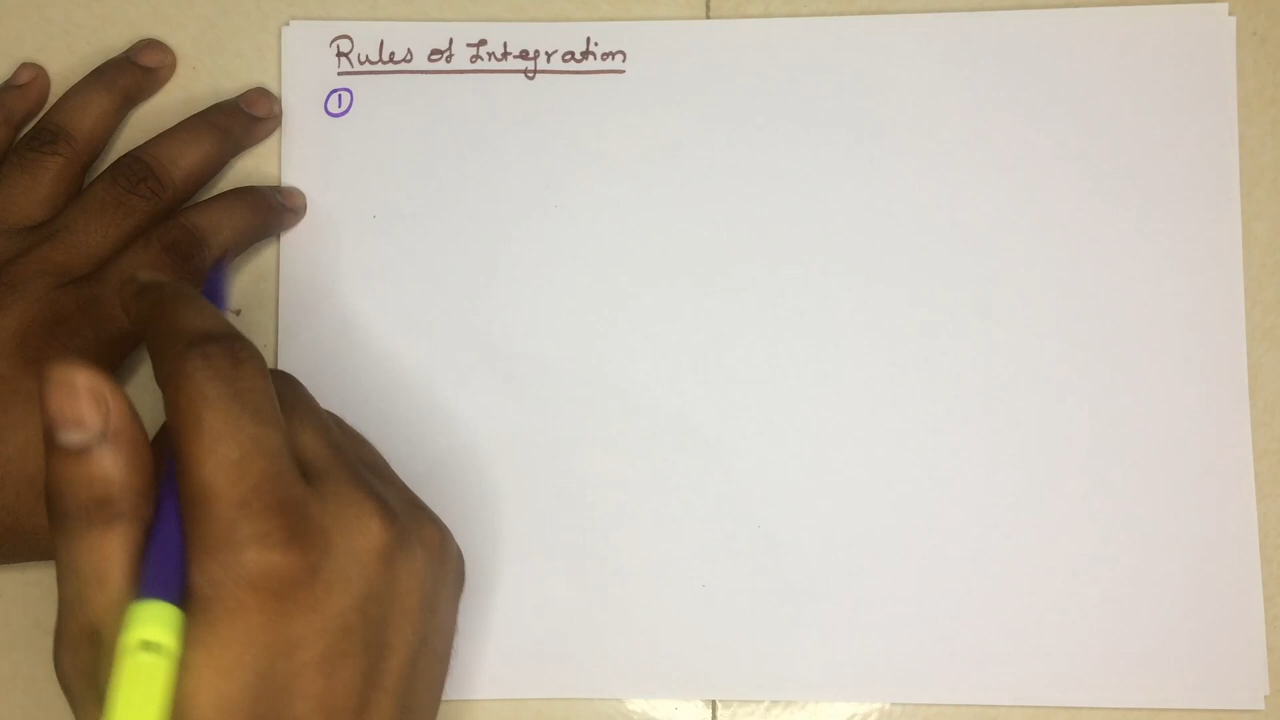 Rules of Integration
①